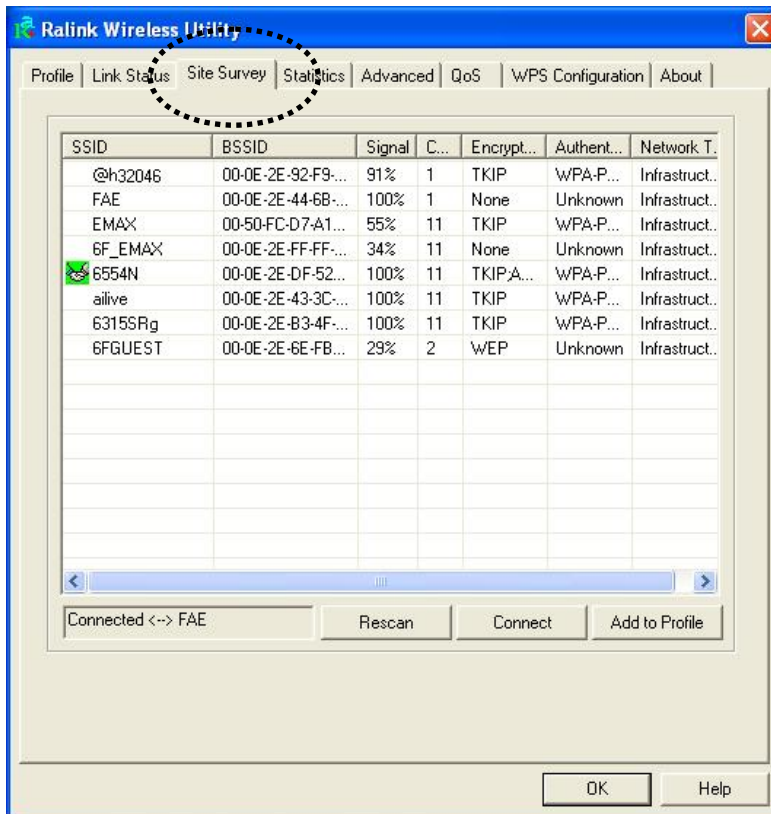 Ralink Wireless Utility
Profile Link Status Site Survey Statistics Advanced QoS WPS Configuration About
SSID BSSID Signal C... Encrypt... Authent... Network T.
@h32046 00-0E-2E-92-F9-... 91% 1 TKIP WPA-P... Infrastruct..
FAE 00-0E-2E-44-6B-... 100% 1 None Unknown Infrastruct..
EMAX 00-50-FC-D7-A1... 55% 11 TKIP WPA-P... Infrastruct..
6F_EMAX 00-0E-2E-FF-FF-... 34% 11 None Unknown Infrastruct..
6554N 00-0E-2E-DF-52... 100% 11 TKIP;A... WPA-P... Infrastruct..
ailive 00-0E-2E-43-3C-... 100% 11 TKIP WPA-P... Infrastruct..
6315SRg 00-0E-2E-B3-4F-... 100% 11 TKIP WPA-P... Infrastruct..
6FGUEST 00-0E-2E-6E-FB... 29% 2 WEP Unknown Infrastruct..
Connected <--> FAE Rescan Connect Add to Profile
OK Help